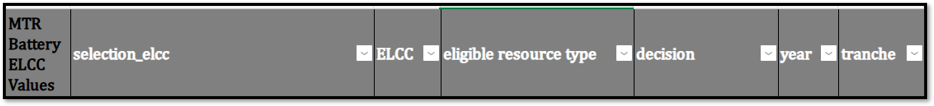 MTR
Battery
ELCC
Values
selection_elcc
ELCC
eligible resource type
decision
year
tranche